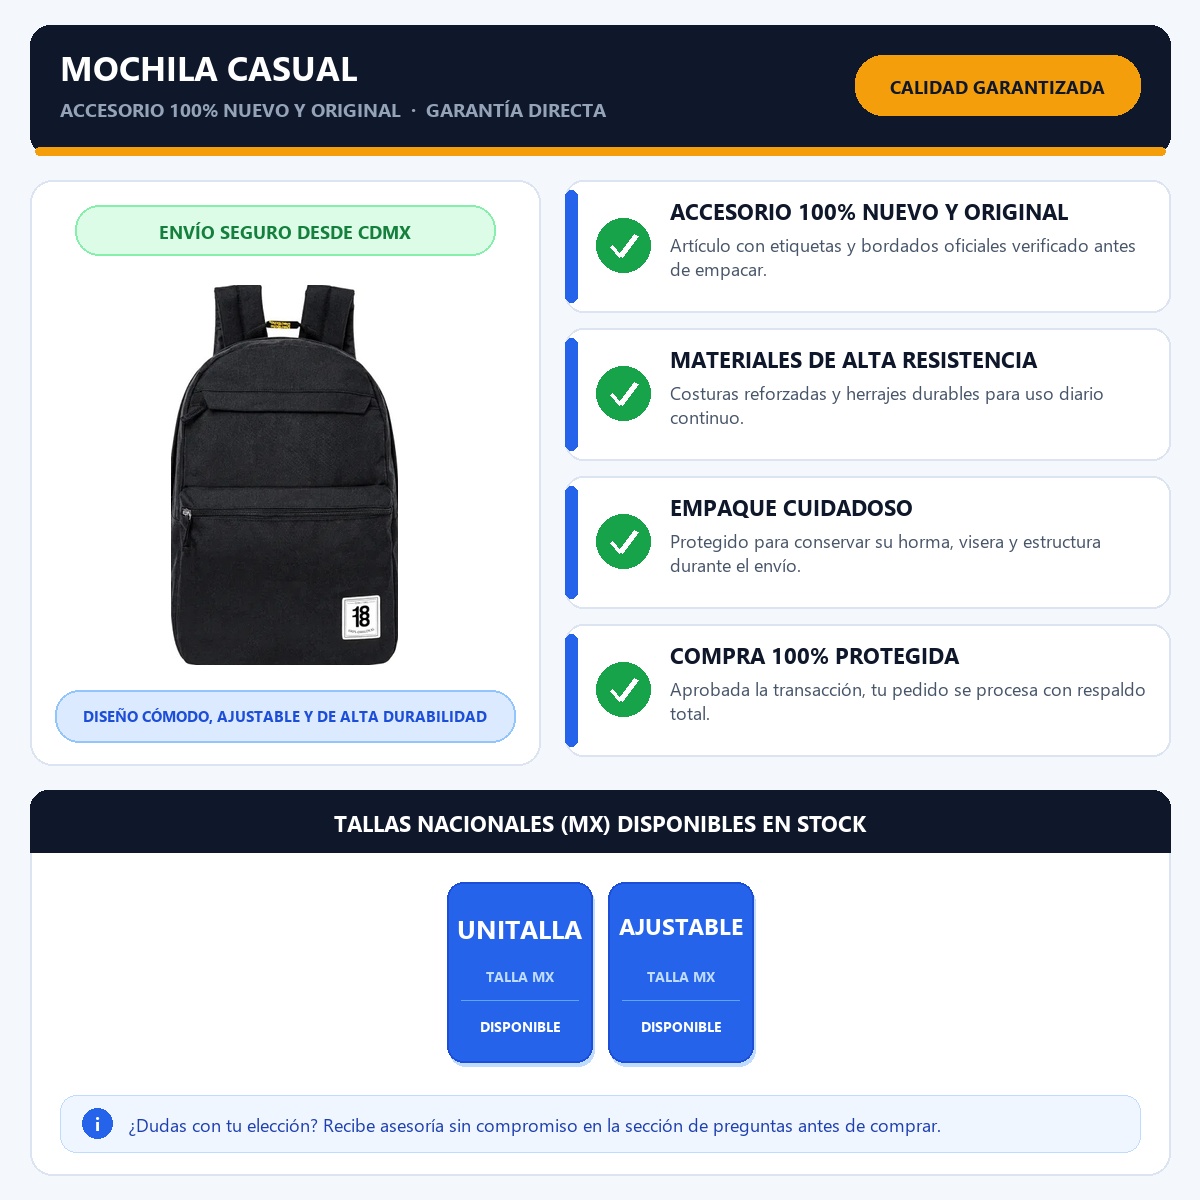 MOCHILA CASUAL
ACCESORIO 100% NUEVO Y ORIGINAL · GARANTÍA DIRECTA
CALIDAD GARANTIZADA
ENVÍO SEGURO DESDE CDMX
18
18
DISEÑO CÓMODO, AJUSTABLE Y DE ALTA DURABILIDAD
ACCESORIO 100% NUEVO Y ORIGINAL
Artículo con etiquetas y bordados oficiales verificado antes
de empacar.
MATERIALES DE ALTA RESISTENCIA
Costuras reforzadas y herrajes durables para uso diario
continuo.
EMPAQUE CUIDADOSO
Protegido para conservar su horma, visera y estructura
durante el envío.
COMPRA 100% PROTEGIDA
Aprobada la transacción, tu pedido se procesa con respaldo
total.
TALLAS NACIONALES (MX) DISPONIBLES EN STOCK
UNITALLA
TALLA MX
DISPONIBLE
AJUSTABLE
TALLA MX
DISPONIBLE
¿Dudas con tu elección? Recibe asesoría sin compromiso en la sección de preguntas antes de comprar.